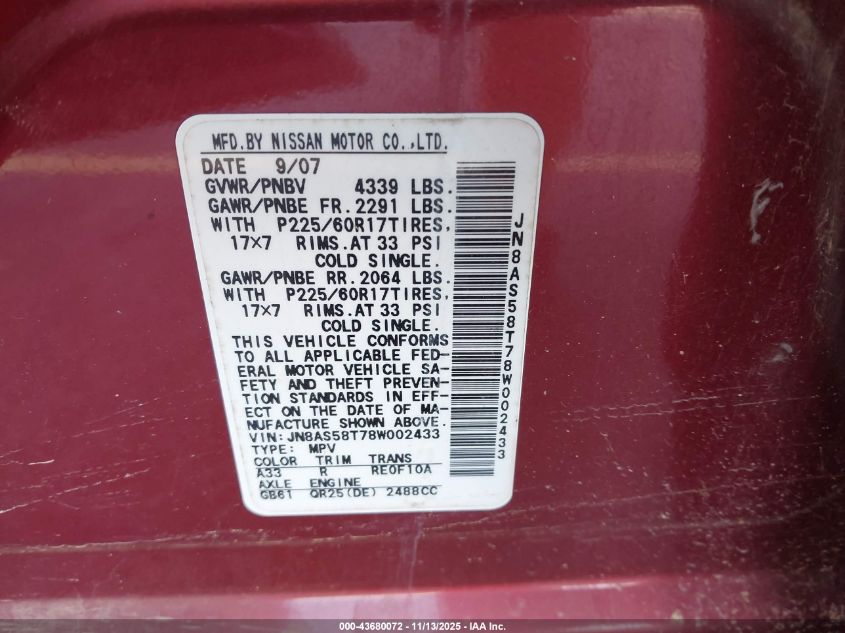 MFD.BY NISSAN MOTOR CO.,LTD.
DATE 9/07
GVWR/PNBV 4339 LBS.
GAWR/PNBE FR. 2291 LBS.
WITH P225/60R17TIRES,
17x7 RIMS.AT 33 PSI
COLD SINGLE.
GAWR/PNBE RR. 2064 LBS.
WITH P225/60R17TIRES,
17x7 RIMS.AT 33 PSI
COLD SINGLE.
THIS VEHICLE CONFORMS
TO ALL APPLICABLE FED-
ERAL MOTOR VEHICLE SA-
FETY AND THEFT PREVEN-
TION STANDARDS IN EFF-
ECT ON THE DATE OF MA-
NUFACTURE SHOWN ABOVE.
VIN:JN8AS58T78W002433
TYPE: MPV
COLOR TRIM TRANS
A33 R RE0F10A
AXLE ENGINE
GB61 QR25(DE) 2488CC
JN8AS58T78W002433
000-43680072 - 11/13/2025 - IAA Inc.